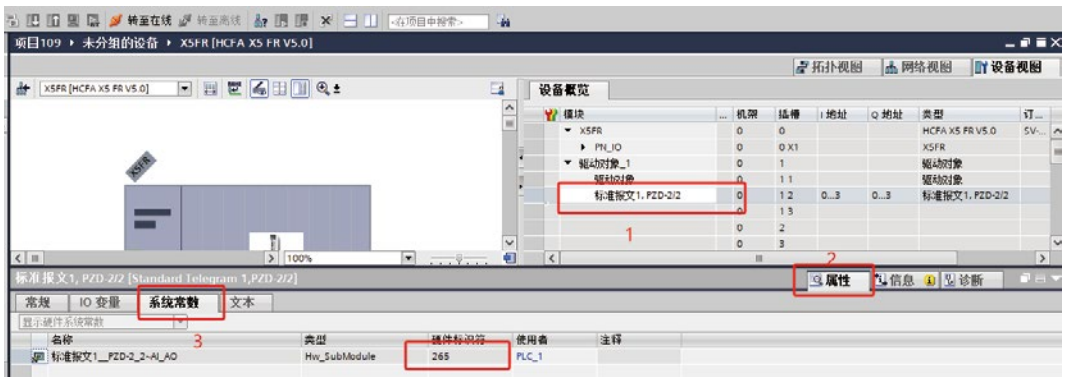 转至在线 转至离线 <在项目中搜索>
项目109 ▸ 未分组的设备 ▸ X5FR [HCFA X5 FR V5.0]
拓扑视图 网络视图 设备视图
X5FR [HCFA X5 FR V5.0]
设备概览
模块 ... 机架 插槽 I 地址 Q 地址 类型 订...
X5FR 0 0 HCFA X5 FR V5.0 SV-...
PN_IO 0 0 X1 X5FR
驱动对象_1 0 1 驱动对象
驱动对象 0 1 1 驱动对象
标准报文1, PZD-2/2 0 1 2 0...3 0...3 标准报文1, PZD-2/2
0 1 3
0 2
0 3
X5FR
1
100%
2
标准报文1, PZD-2/2 [Standard Telegram 1,PZD-2/2]
属性 信息 诊断
常规 IO 变量 系统常数 文本
显示硬件系统常数
3
名称 类型 硬件标识符 使用者 注释
标准报文1__PZD-2_2~AI_AO Hw_SubModule 265 PLC_1